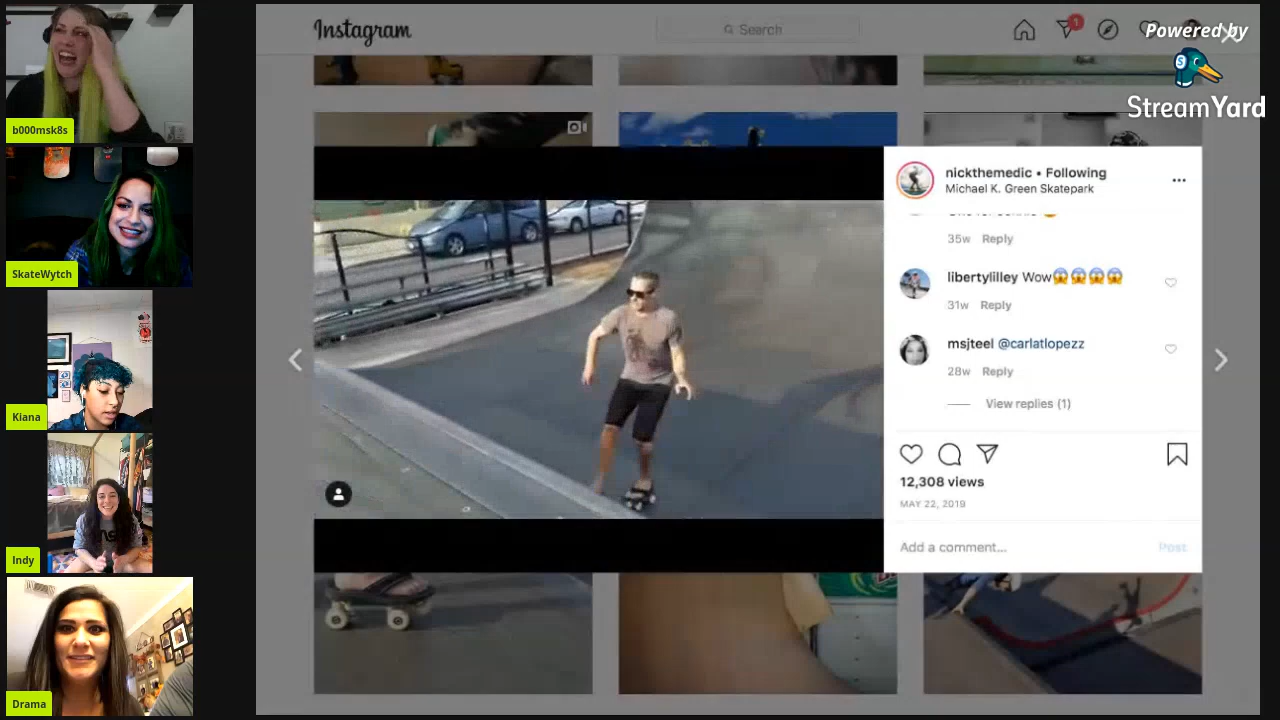 b000msk8s
SkateWytch
Kiana
Indy
Drama
Instagram
Search
1
Powered by
StreamYard
nickthemedic • Following
Michael K. Green Skatepark
35w Reply
libertylilley Wow😱😱😱😱
31w Reply
msjteel @carlatlopezz
28w Reply
View replies (1)
12,308 views
MAY 22, 2019
Add a comment...
Post